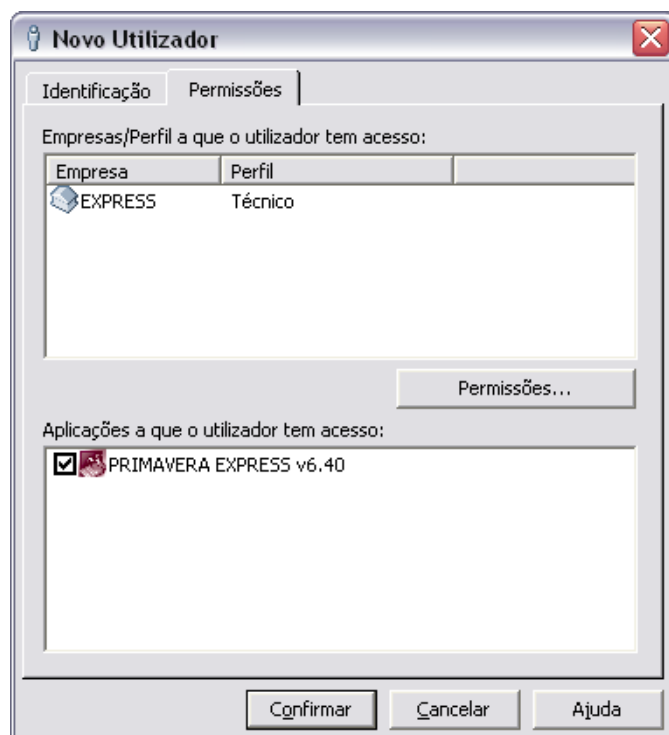 Novo Utilizador
Identificação Permissões
Empresas/Perfil a que o utilizador tem acesso:
Empresa Perfil
EXPRESS Técnico
Permissões...
Aplicações a que o utilizador tem acesso:
PRIMAVERA EXPRESS v6.40
Confirmar Cancelar Ajuda